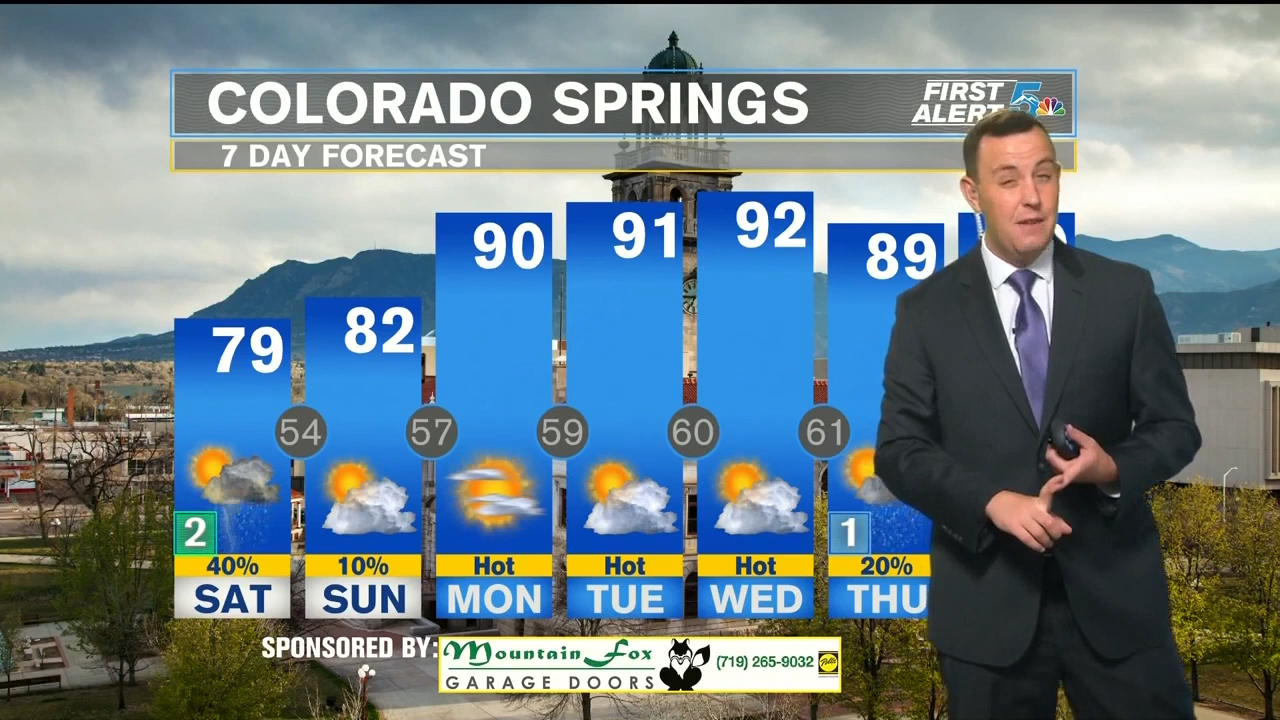 COLORADO SPRINGS
FIRST
ALERT 5
7 DAY FORECAST
79 82 90 91 92 89
54 57 59 60 61
2 1
40% 10% Hot Hot Hot 20%
SAT SUN MON TUE WED THU
SPONSORED BY:
Mountain Fox
GARAGE DOORS
(719) 265-9032